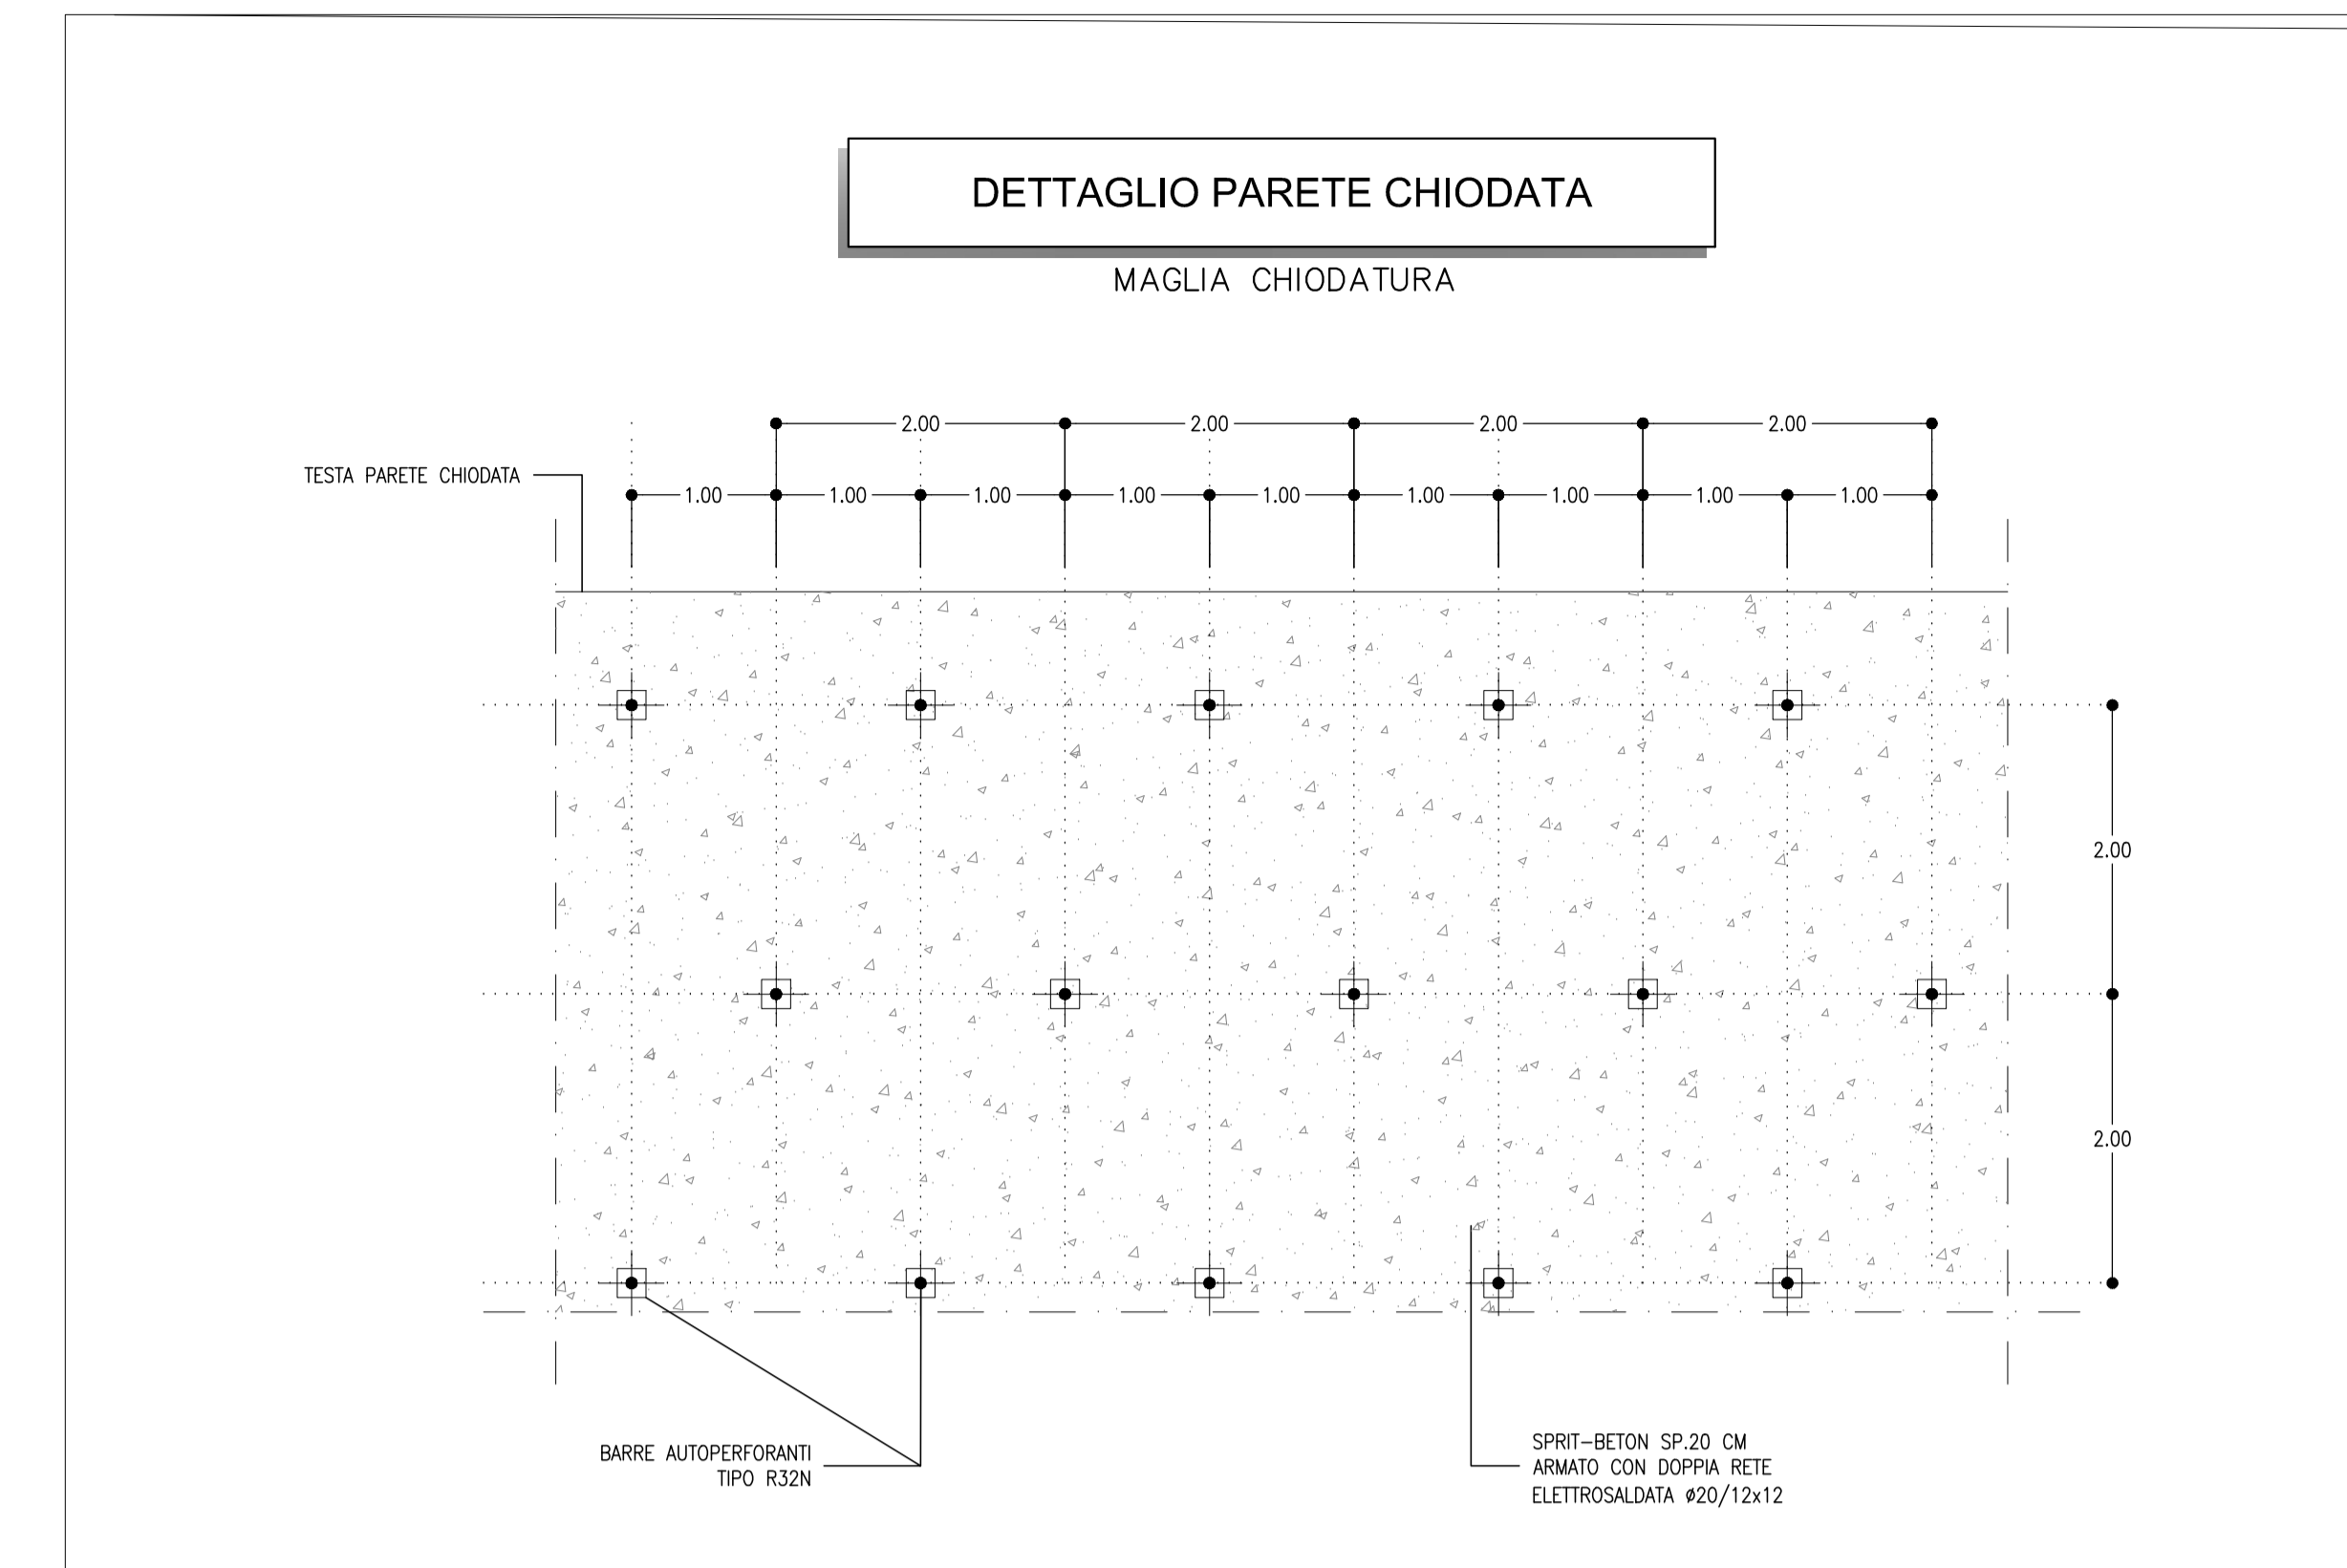 DETTAGLIO PARETE CHIODATA
MAGLIA CHIODATURA
2.00 2.00 2.00 2.00
TESTA PARETE CHIODATA
1.00 1.00 1.00 1.00 1.00 1.00 1.00 1.00 1.00
2.00
2.00
BARRE AUTOPERFORANTI
TIPO R32N
SPRIT-BETON SP.20 CM
ARMATO CON DOPPIA RETE
ELETTROSALDATA ø20/12x12